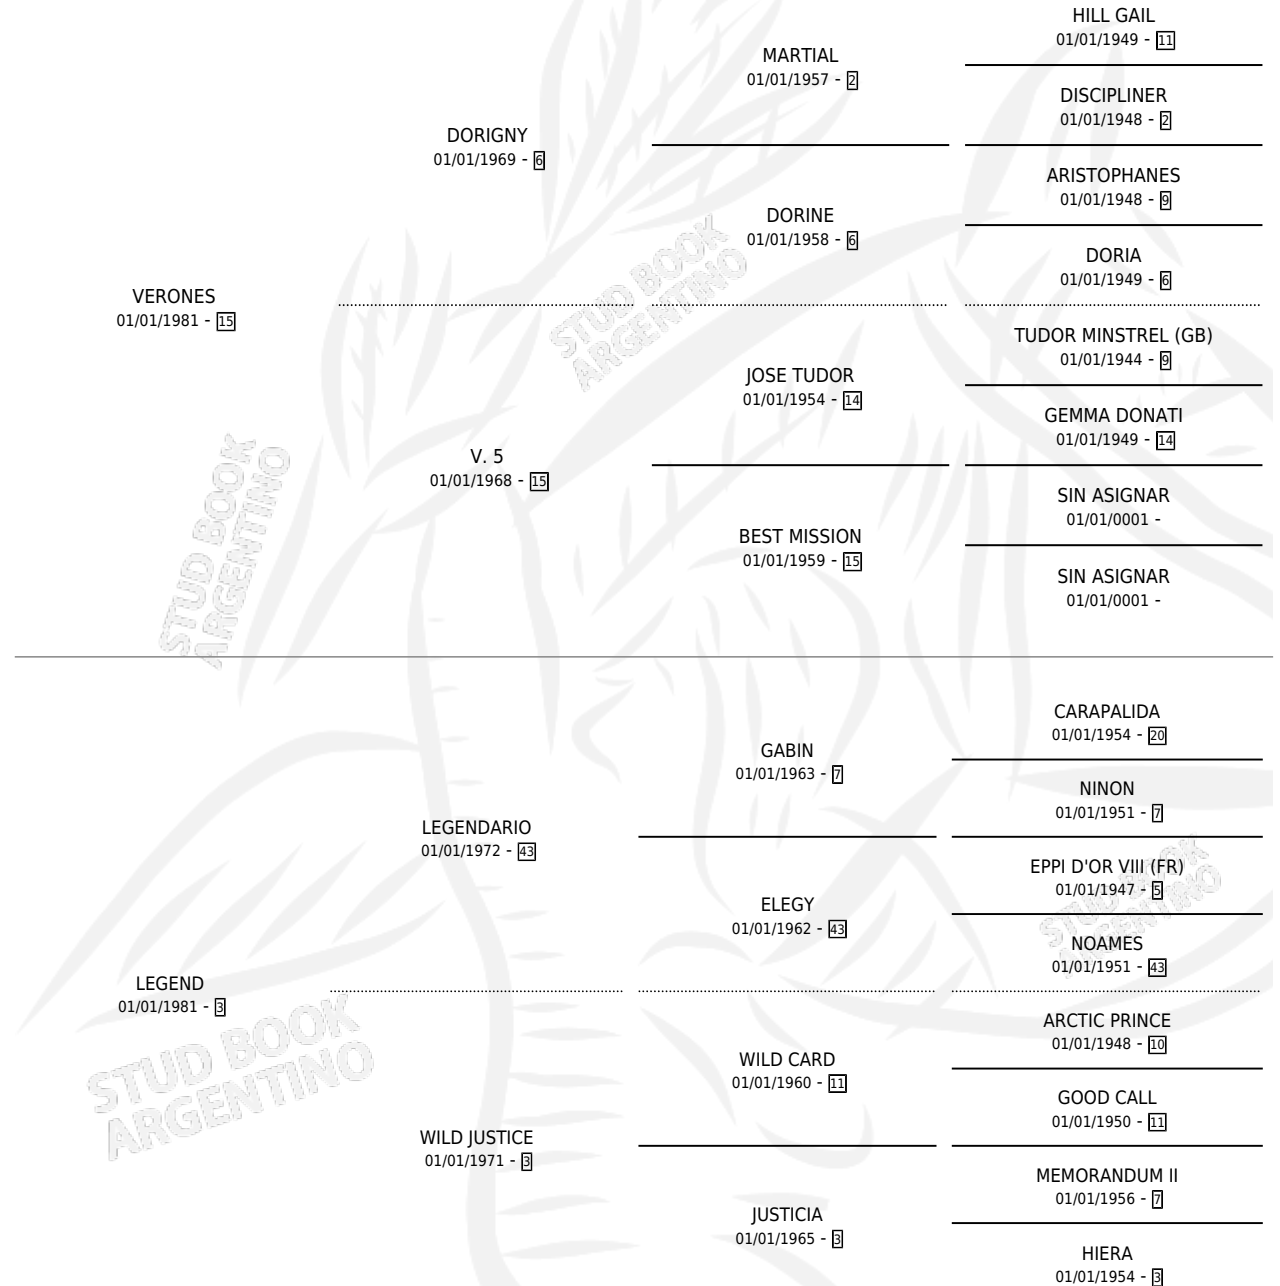 HILL GAIL
01/01/1949 - 11
MARTIAL
01/01/1957 - 2
DISCIPLINER
01/01/1948 - 2
DORIGNY
01/01/1969 - 6
ARISTOPHANES
01/01/1948 - 9
DORINE
01/01/1958 - 6
DORIA
01/01/1949 - 6
VERONES
01/01/1981 - 15
TUDOR MINSTREL (GB)
01/01/1944 - 9
JOSE TUDOR
01/01/1954 - 14
GEMMA DONATI
01/01/1949 - 14
V. 5
01/01/1968 - 15
SIN ASIGNAR
01/01/0001 -
BEST MISSION
01/01/1959 - 15
SIN ASIGNAR
01/01/0001 -
CARAPALIDA
01/01/1954 - 20
GABIN
01/01/1963 - 7
NINON
01/01/1951 - 7
LEGENDARIO
01/01/1972 - 43
EPPI D'OR VIII (FR)
01/01/1947 - 5
ELEGY
01/01/1962 - 43
NOAMES
01/01/1951 - 43
LEGEND
01/01/1981 - 3
ARCTIC PRINCE
01/01/1948 - 10
WILD CARD
01/01/1960 - 11
GOOD CALL
01/01/1950 - 11
WILD JUSTICE
01/01/1971 - 3
MEMORANDUM II
01/01/1956 - 7
JUSTICIA
01/01/1965 - 3
HIERA
01/01/1954 - 3
STUD BOOK
ARGENTINO
STUD BOOK
ARGENTINO
STUD BOOK
ARGENTINO
STUD BOOK
ARGENTINO